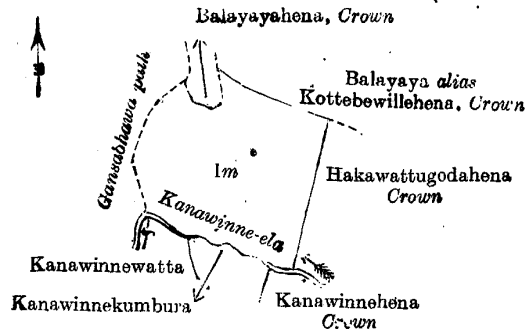 Balayayahena, Crown
Balayaya alias
Kottebewillehena, Crown
Gansabhawa path
1m
Hakawattugodahena
Crown
Kanawinne-ela
Kanawinnewatta
Kanawinnekumbura
Kanawinnehena
Crown